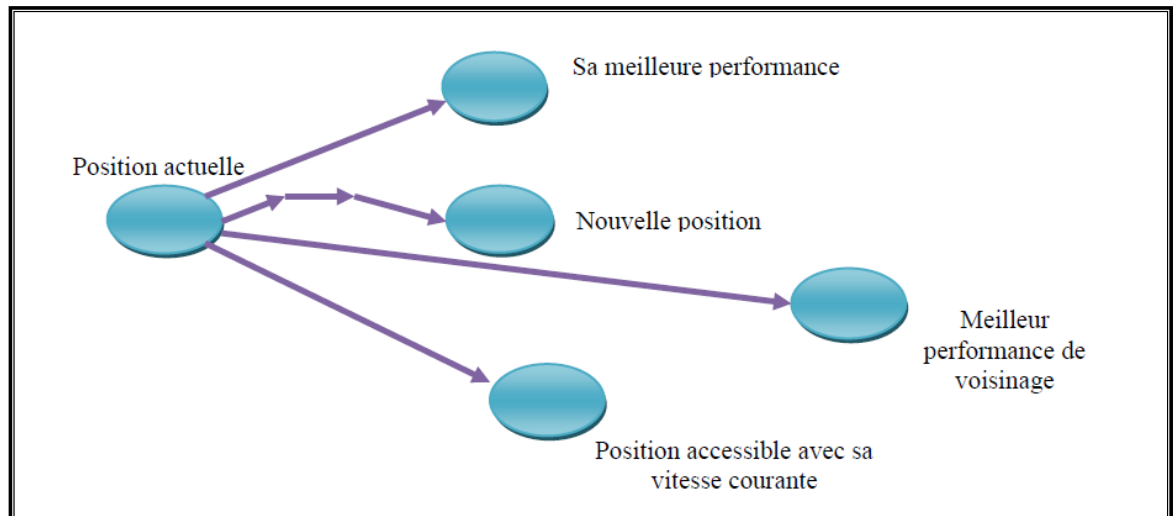 Sa meilleure performance
Position actuelle
Nouvelle position
Meilleur
performance de
voisinage
Position accessible avec sa
vitesse courante